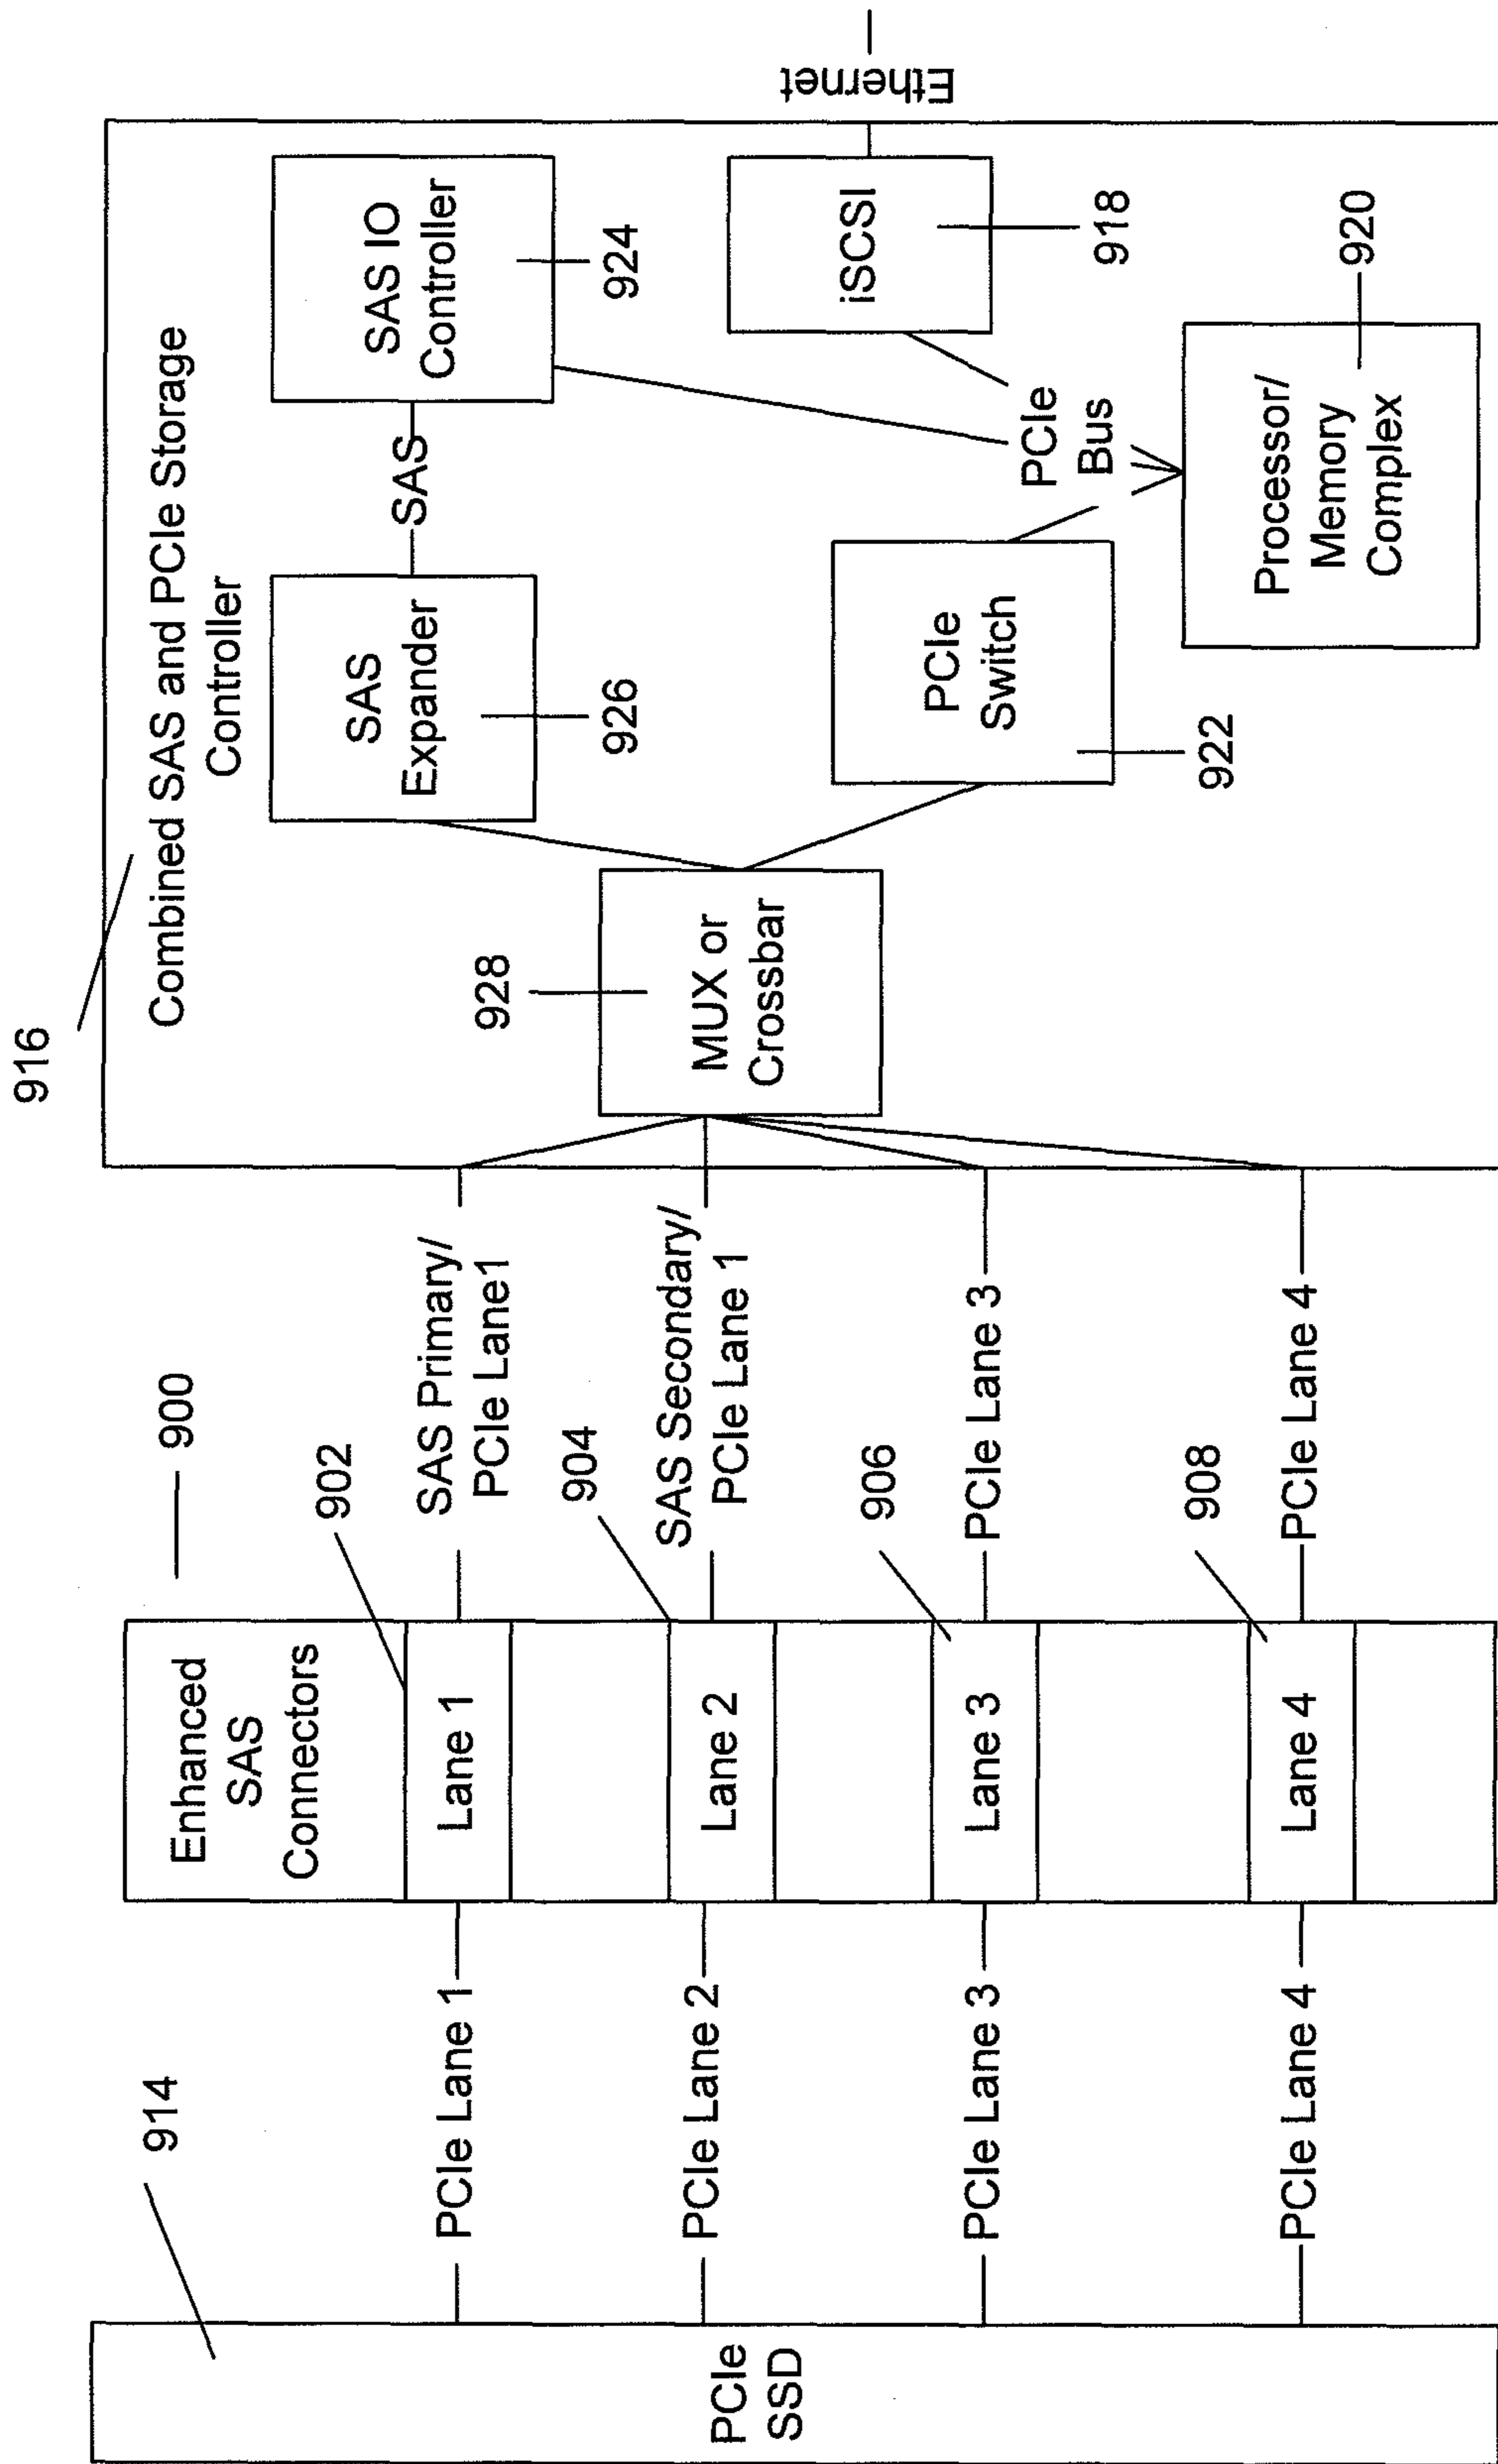 916
Combined SAS and PCIe Storage
Controller
SAS IO
Controller
924
SAS
SAS
Expander
926
Ethernet
iSCSI
918
PCIe
Bus
920
Processor/
Memory
Complex
PCIe
Switch
922
928
MUX or
Crossbar
900
Enhanced
SAS
Connectors
902
SAS Primary/
PCIe Lane1
904
SAS Secondary/
PCIe Lane 1
906
PCIe Lane 3
908
PCIe Lane 4
Lane 1
Lane 2
Lane 3
Lane 4
914
PCIe Lane 1
PCIe Lane 2
PCIe Lane 3
PCIe Lane 4
PCIe
SSD